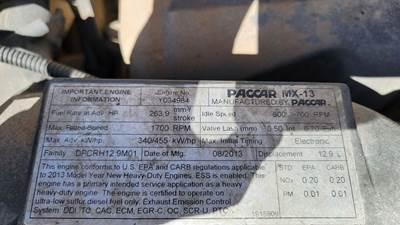 IMPORTANT ENGINE INFORMATION
Engine No. Y004984
PACCAR MX-13
MANUFACTURED BY PACCAR
Fuel Rate at Adv. HP 263.9 mm³/stroke Idle Speed 600 -700 RPM
Max. Rated Speed 1700 RPM Valve Lash (mm)
Max. Adv. kW/hp 340/455 kW/hp Initial Timing Electronic
Family DPCRH12.9M01 Date of Mfg. 08/2013 Displacement 12.9 L
This engine conforms to U.S. EPA and CARB regulations applicable
to 2013 Model Year New Heavy-Duty Engines. ESS is enabled. This
engine has a primary intended service application as a heavy
heavy-duty engine. The engine is certified to operate on
ultra-low sulfur diesel fuel only. Exhaust Emission Control
System DDI, TC, CAC, ECM, EGR-C, OC, SCR-U, PTC
STD EPA CARB
NOx 0.20 0.20
PM 0.01 0.01